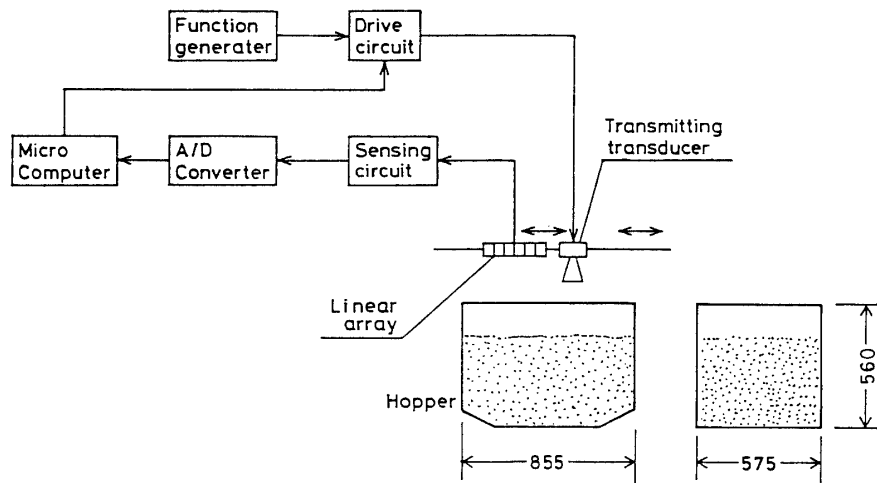 Function
generater
Drive
circuit
Micro
Computer
A/D
Converter
Sensing
circuit
Transmitting
transducer
Linear
array
Hopper
560
855
575